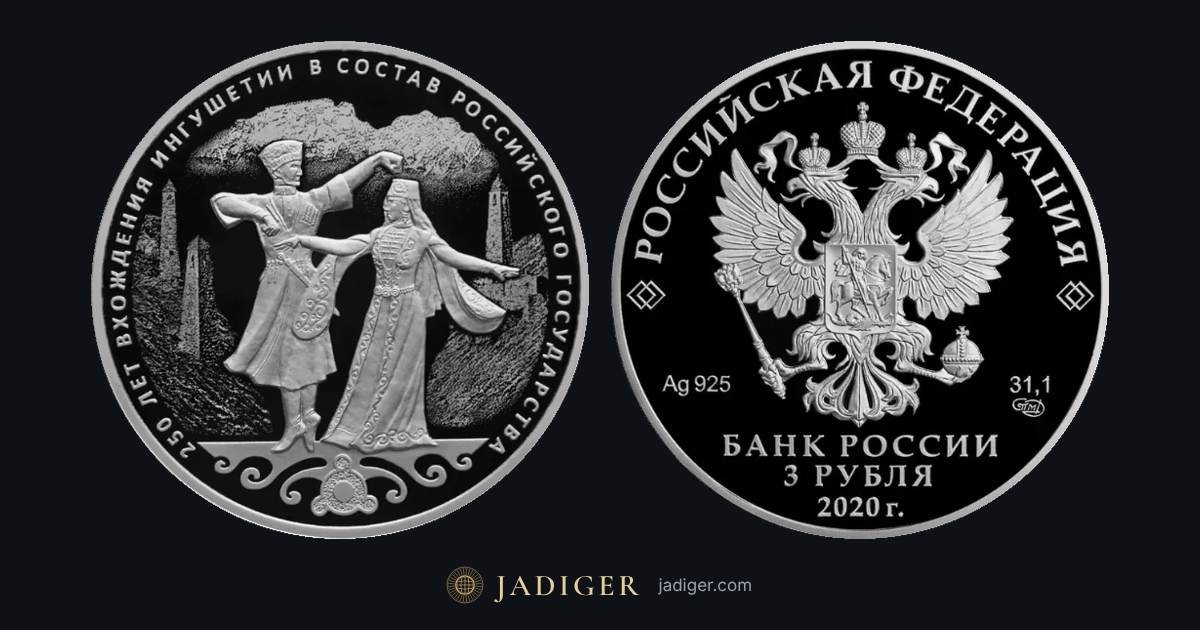 250 ЛЕТ ВХОЖДЕНИЯ ИНГУШЕТИИ В СОСТАВ РОССИЙСКОГО ГОСУДАРСТВА
РОССИЙСКАЯ ФЕДЕРАЦИЯ
Ag 925
31,1
БАНК РОССИИ
3 РУБЛЯ
2020 г.
JADIGER jadiger.com